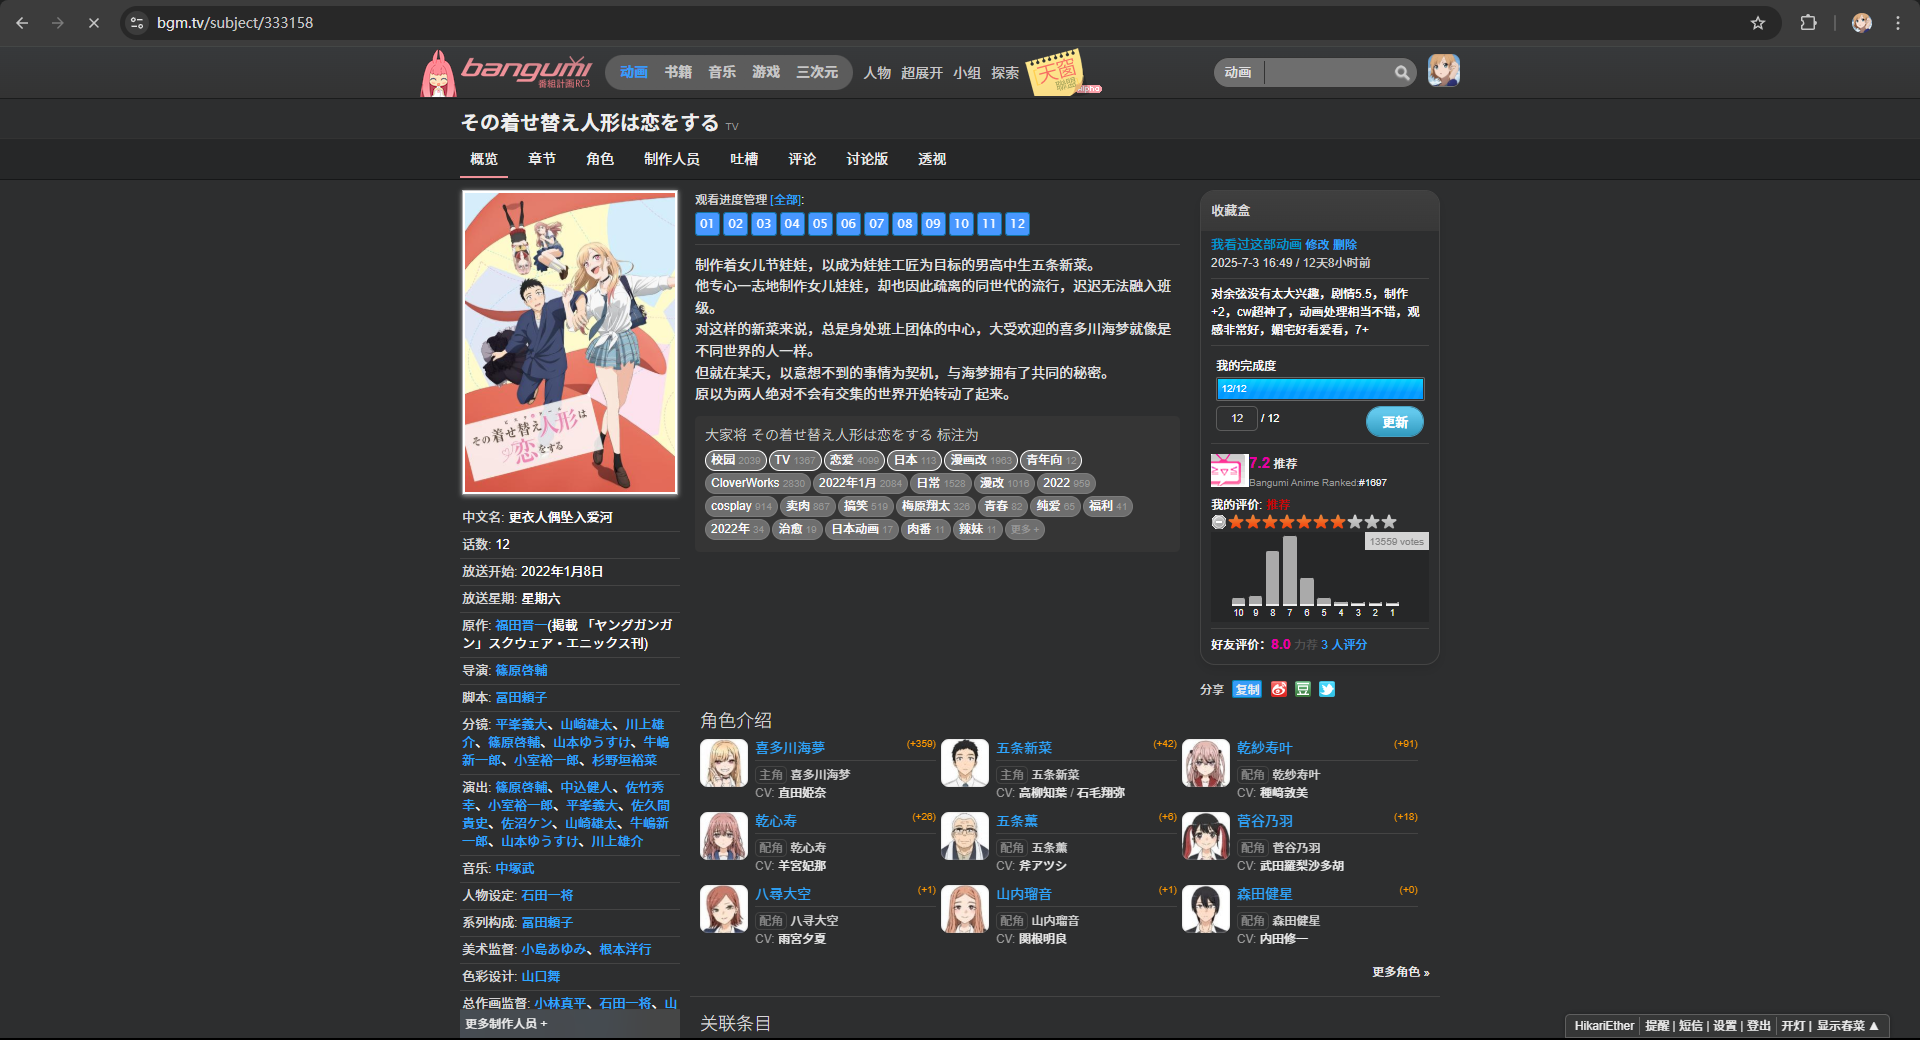 bgm.tv/subject/333158
bangumi
番組計画RC3
动画 书籍 音乐 游戏 三次元 人物 超展开 小组 探索
天窗
聯盟
alpha
动画
その着せ替え人形は恋をする TV
概览 章节 角色 制作人员 吐槽 评论 讨论版 透视
その着せ替え人形は
恋をする
中文名: 更衣人偶坠入爱河
话数: 12
放送开始: 2022年1月8日
放送星期: 星期六
原作: 福田晋一(掲載 「ヤングガンガ
ン」スクウェア・エニックス刊)
导演: 篠原啓輔
脚本: 冨田頼子
分镜: 平峯義大、山崎雄太、川上雄
介、篠原啓輔、山本ゆうすけ、牛嶋
新一郎、小室裕一郎、杉野垣裕菜
演出: 篠原啓輔、中込健人、佐竹秀
幸、小室裕一郎、平峯義大、佐久間
貴史、佐沼ケン、山崎雄太、牛嶋新
一郎、山本ゆうすけ、川上雄介
音乐: 中塚武
人物设定: 石田一将
系列构成: 冨田頼子
美术监督: 小島あゆみ、根本洋行
色彩设计: 山口舞
总作画监督: 小林真平、石田一将、山
更多制作人员 +
观看进度管理 [全部]:
01 02 03 04 05 06 07 08 09 10 11 12
制作着女儿节娃娃，以成为娃娃工匠为目标的男高中生五条新菜。
他专心一志地制作女儿娃娃，却也因此疏离的同世代的流行，迟迟无法融入班
级。
对这样的新菜来说，总是身处班上团体的中心，大受欢迎的喜多川海梦就像是
不同世界的人一样。
但就在某天，以意想不到的事情为契机，与海梦拥有了共同的秘密。
原以为两人绝对不会有交集的世界开始转动了起来。
大家将 その着せ替え人形は恋をする 标注为
校园 2039 TV 1367 恋爱 4099 日本 113 漫画改 1963 青年向 12
CloverWorks 2830 2022年1月 2084 日常 1528 漫改 1016 2022 959
cosplay 914 卖肉 867 搞笑 519 梅原翔太 326 青春 82 纯爱 65 福利 41
2022年 34 治愈 19 日本动画 17 肉番 11 辣妹 11 更多 +
收藏盒
我看过这部动画 修改 删除
2025-7-3 16:49 / 12天8小时前
对余弦没有太大兴趣，剧情5.5，制作
+2，cw超神了，动画处理相当不错，观
感非常好，媚宅好看爱看，7+
我的完成度
12/12
12 / 12 更新
7.2 推荐
Bangumi Anime Ranked:#1697
我的评价: 推荐
13559 votes
10 9 8 7 6 5 4 3 2 1
好友评价: 8.0 力荐 3 人评分
分享 复制 豆
角色介绍
喜多川海夢 (+359)
主角 喜多川海梦
CV: 直田姫奈
五条新菜 (+42)
主角 五条新菜
CV: 高柳知葉 / 石毛翔弥
乾紗寿叶 (+91)
配角 乾纱寿叶
CV: 種﨑敦美
乾心寿 (+26)
配角 乾心寿
CV: 羊宮妃那
五条薫 (+6)
配角 五条薰
CV: 斧アツシ
菅谷乃羽 (+18)
配角 菅谷乃羽
CV: 武田羅梨沙多胡
八尋大空 (+1)
配角 八寻大空
CV: 雨宮夕夏
山内瑠音 (+1)
配角 山内瑠音
CV: 関根明良
森田健星 (+0)
配角 森田健星
CV: 内田修一
更多角色 »
关联条目
HikariEther 提醒 | 短信 | 设置 | 登出 开灯 | 显示春菜 ▲